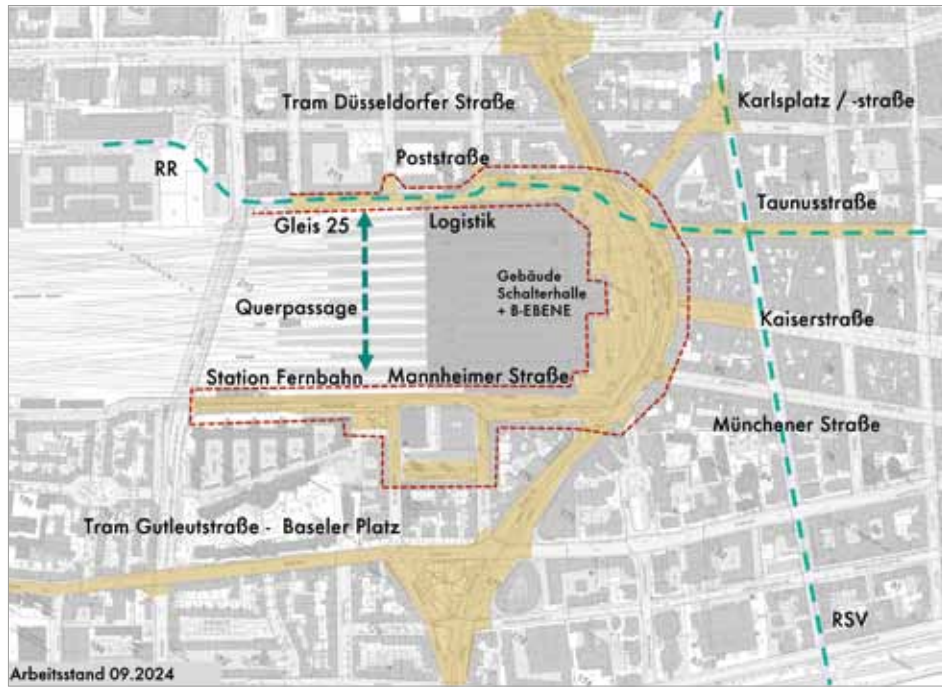 Tram Düsseldorfer Straße
Karlsplatz / -straße
RR
Poststraße
Taunusstraße
Gleis 25
Logistik
Gebäude
Schalterhalle
+ B-EBENE
Querpassage
Kaiserstraße
Station Fernbahn
Mannheimer Straße
Münchener Straße
Tram Gutleutstraße - Baseler Platz
RSV
Arbeitsstand 09.2024